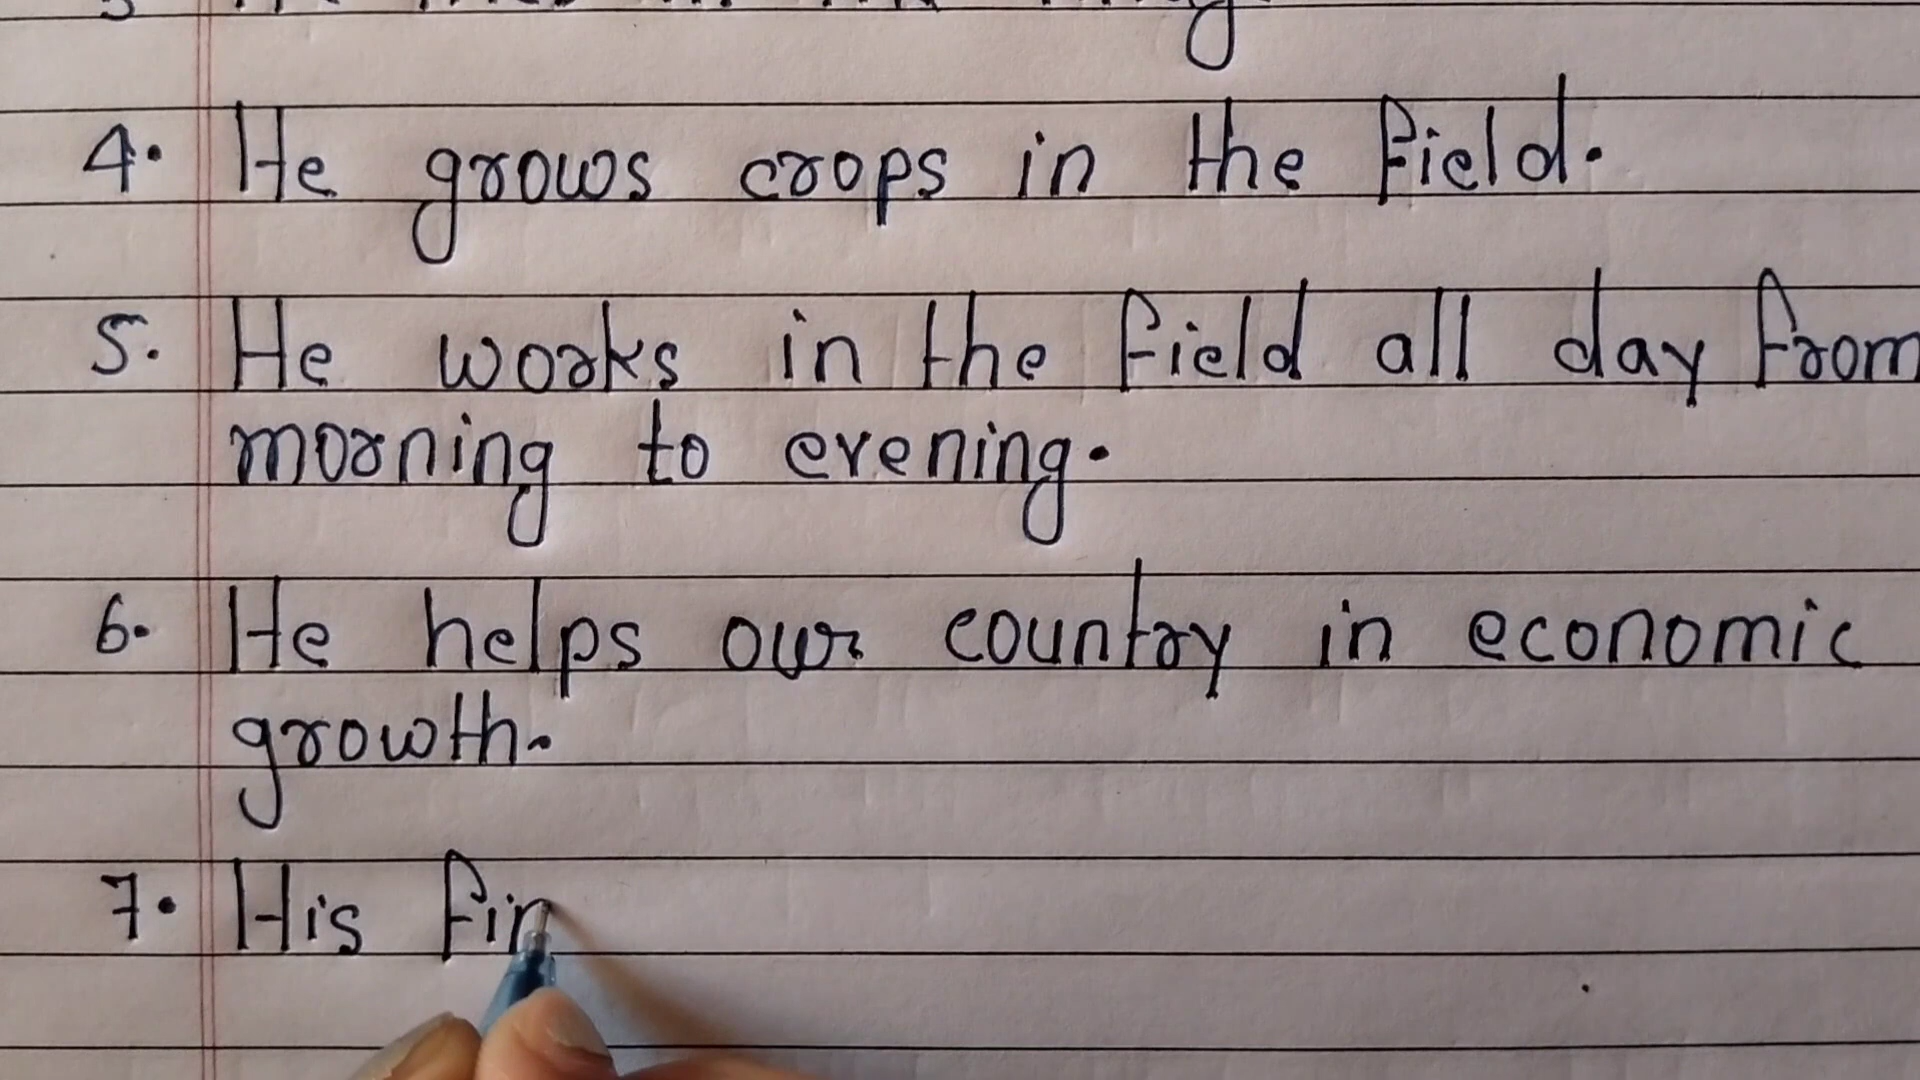 4. He grows crops in the field.
5. He works in the field all day from
morning to evening.
6. He helps our country in economic
growth.
7. His fin